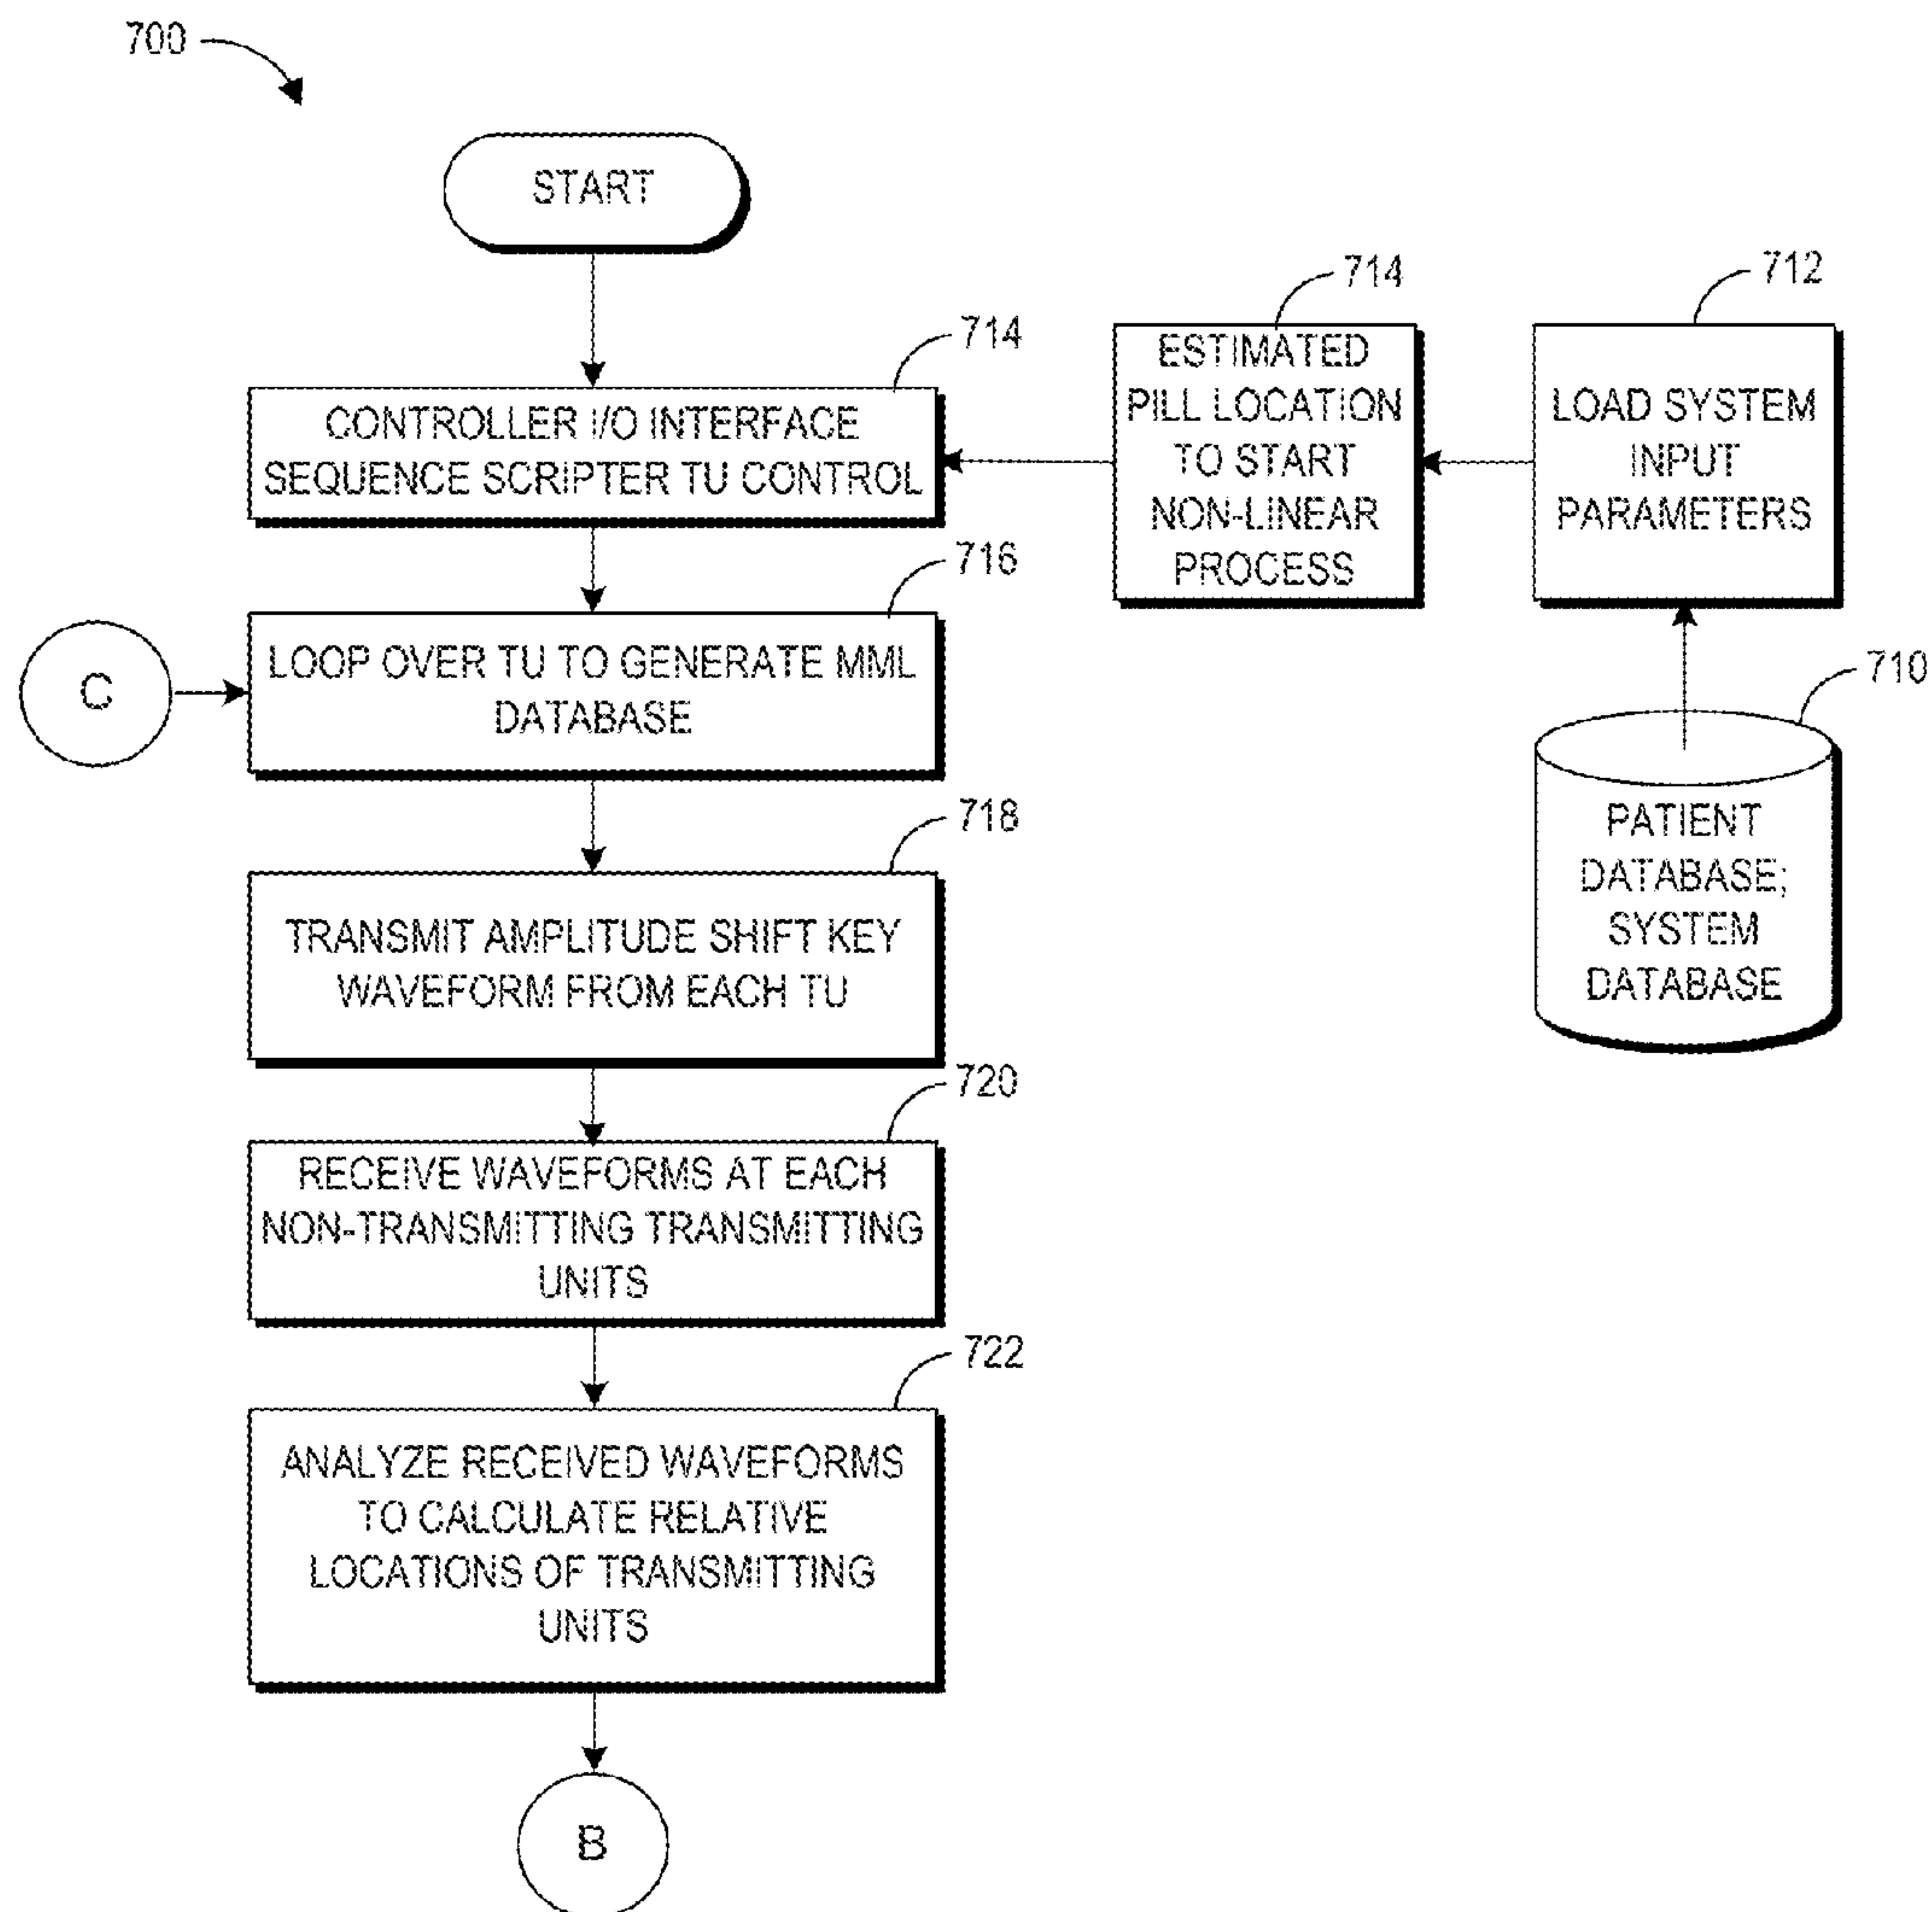 700
START
714
CONTROLLER I/O INTERFACE
SEQUENCE SCRIPTER TU CONTROL
714
ESTIMATED
PILL LOCATION
TO START
NON-LINEAR
PROCESS
712
LOAD SYSTEM
INPUT
PARAMETERS
710
PATIENT
DATABASE;
SYSTEM
DATABASE
C
716
LOOP OVER TU TO GENERATE MML
DATABASE
718
TRANSMIT AMPLITUDE SHIFT KEY
WAVEFORM FROM EACH TU
720
RECEIVE WAVEFORMS AT EACH
NON-TRANSMITTING TRANSMITTING
UNITS
722
ANALYZE RECEIVED WAVEFORMS
TO CALCULATE RELATIVE
LOCATIONS OF TRANSMITTING
UNITS
B